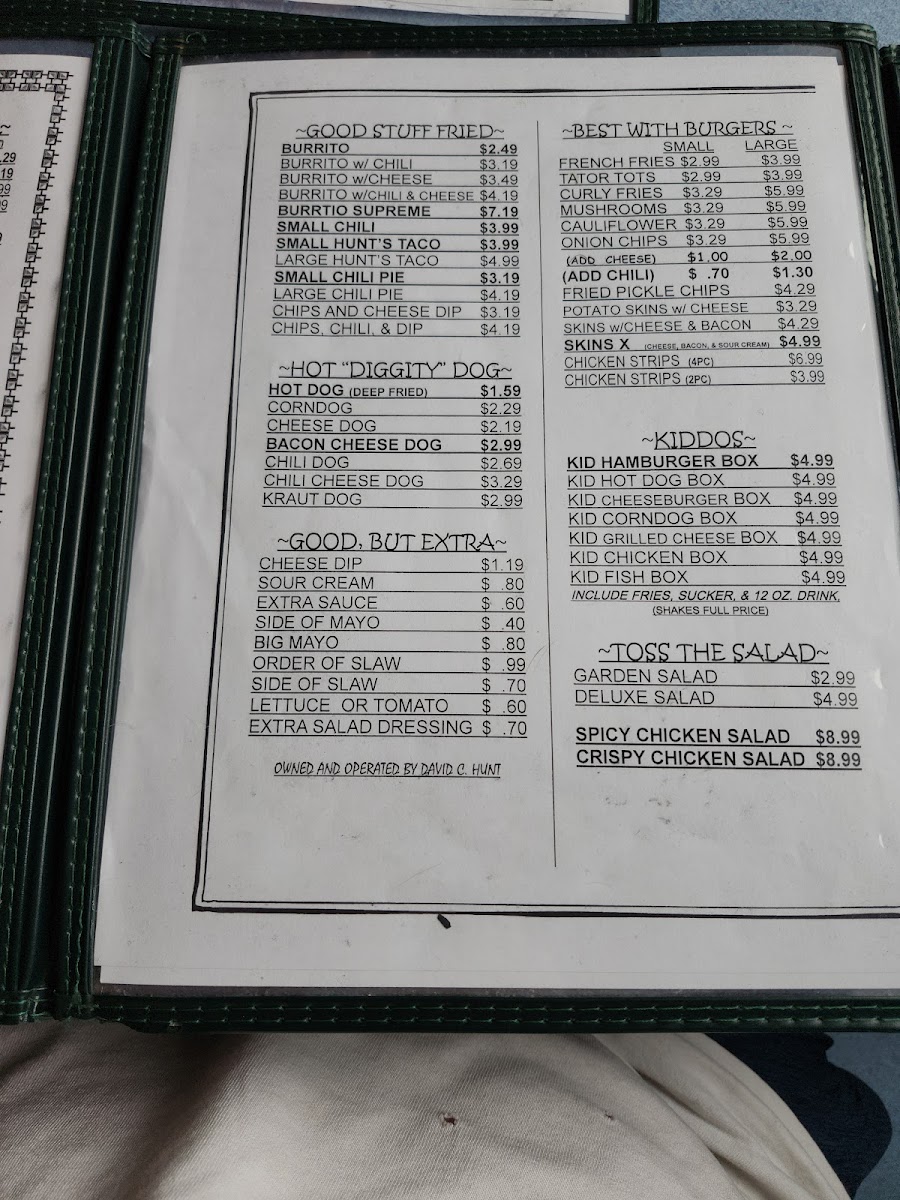 ~GOOD STUFF FRIED~
BURRITO $2.49
BURRITO w/ CHILI $3.19
BURRITO w/CHEESE $3.49
BURRITO w/CHILI & CHEESE $4.19
BURRTIO SUPREME $7.19
SMALL CHILI $3.99
SMALL HUNT'S TACO $3.99
LARGE HUNT'S TACO $4.99
SMALL CHILI PIE $3.19
LARGE CHILI PIE $4.19
CHIPS AND CHEESE DIP $3.19
CHIPS, CHILI, & DIP $4.19
~HOT "DIGGITY" DOG~
HOT DOG (DEEP FRIED) $1.59
CORNDOG $2.29
CHEESE DOG $2.19
BACON CHEESE DOG $2.99
CHILI DOG $2.69
CHILI CHEESE DOG $3.29
KRAUT DOG $2.99
~GOOD, BUT EXTRA~
CHEESE DIP $1.19
SOUR CREAM $ .80
EXTRA SAUCE $ .60
SIDE OF MAYO $ .40
BIG MAYO $ .80
ORDER OF SLAW $ .99
SIDE OF SLAW $ .70
LETTUCE OR TOMATO $ .60
EXTRA SALAD DRESSING $ .70
OWNED AND OPERATED BY DAVID C. HUNT
~BEST WITH BURGERS ~
SMALL LARGE
FRENCH FRIES $2.99 $3.99
TATOR TOTS $2.99 $3.99
CURLY FRIES $3.29 $5.99
MUSHROOMS $3.29 $5.99
CAULIFLOWER $3.29 $5.99
ONION CHIPS $3.29 $5.99
(ADD CHEESE) $1.00 $2.00
(ADD CHILI) $ .70 $1.30
FRIED PICKLE CHIPS $4.29
POTATO SKINS w/ CHEESE $3.29
SKINS w/CHEESE & BACON $4.29
SKINS X (CHEESE, BACON, & SOUR CREAM) $4.99
CHICKEN STRIPS (4PC) $6.99
CHICKEN STRIPS (2PC) $3.99
~KIDDOS~
KID HAMBURGER BOX $4.99
KID HOT DOG BOX $4.99
KID CHEESEBURGER BOX $4.99
KID CORNDOG BOX $4.99
KID GRILLED CHEESE BOX $4.99
KID CHICKEN BOX $4.99
KID FISH BOX $4.99
INCLUDE FRIES, SUCKER, & 12 OZ. DRINK,
(SHAKES FULL PRICE)
~TOSS THE SALAD~
GARDEN SALAD $2.99
DELUXE SALAD $4.99
SPICY CHICKEN SALAD $8.99
CRISPY CHICKEN SALAD $8.99